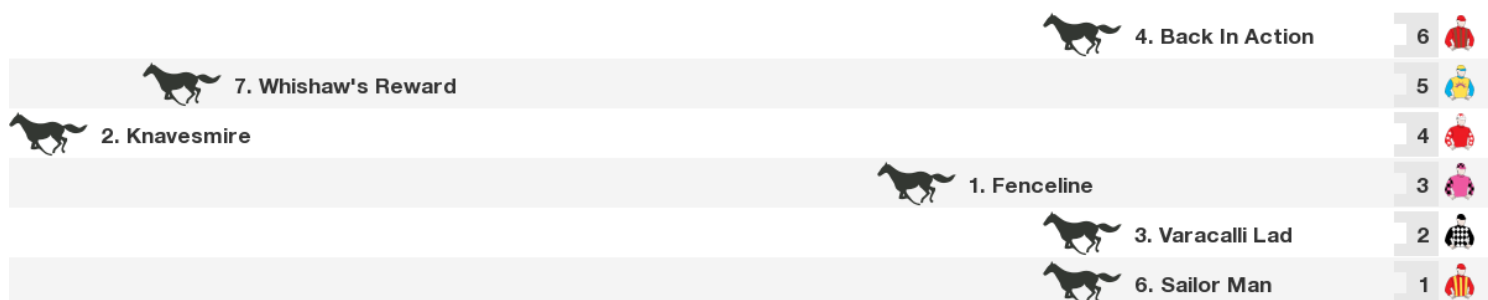 4. Back In Action 6
7. Whishaw's Reward 5
2. Knavesmire 4
1. Fenceline 3
3. Varacalli Lad 2
6. Sailor Man 1